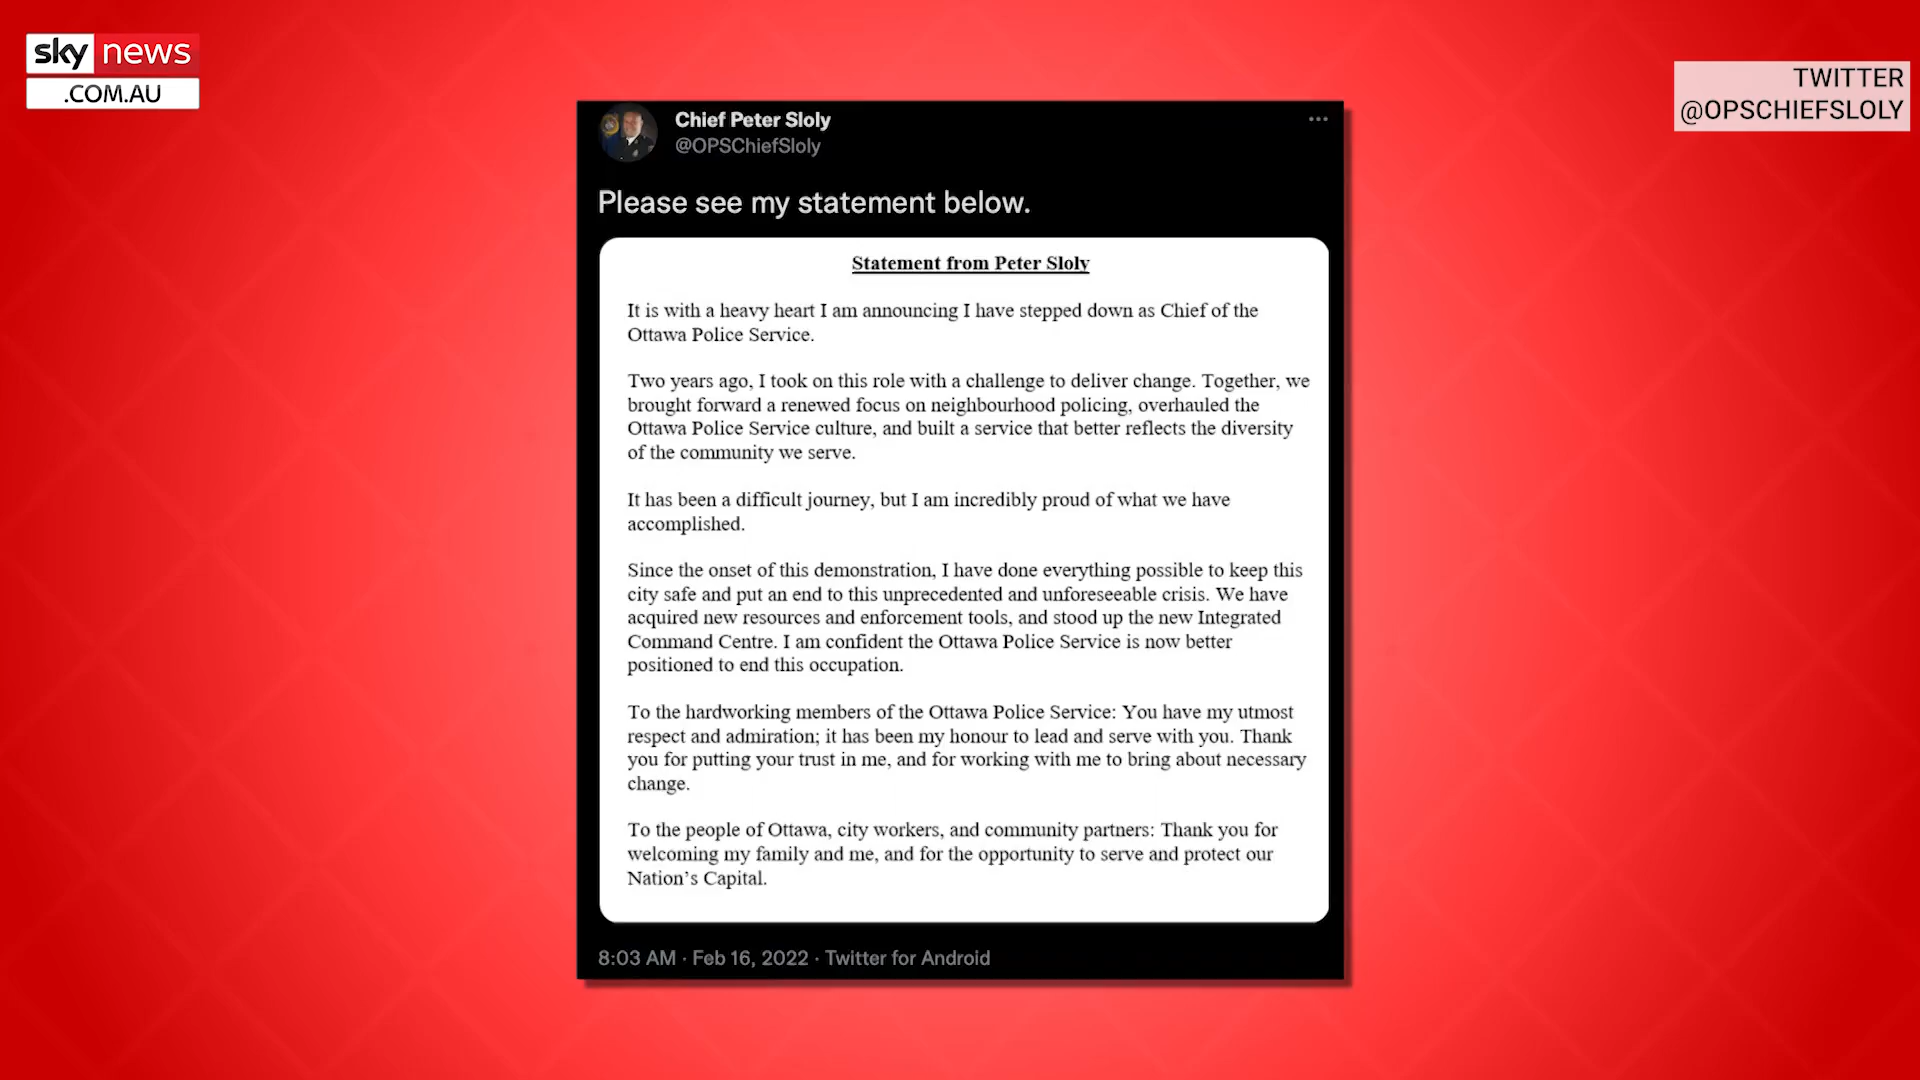 sky news
.COM.AU
TWITTER
@OPSCHIEFSLOLY
Chief Peter Sloly
@OPSChiefSloly
Please see my statement below.
Statement from Peter Sloly
It is with a heavy heart I am announcing I have stepped down as Chief of the
Ottawa Police Service.
Two years ago, I took on this role with a challenge to deliver change. Together, we
brought forward a renewed focus on neighbourhood policing, overhauled the
Ottawa Police Service culture, and built a service that better reflects the diversity
of the community we serve.
It has been a difficult journey, but I am incredibly proud of what we have
accomplished.
Since the onset of this demonstration, I have done everything possible to keep this
city safe and put an end to this unprecedented and unforeseeable crisis. We have
acquired new resources and enforcement tools, and stood up the new Integrated
Command Centre. I am confident the Ottawa Police Service is now better
positioned to end this occupation.
To the hardworking members of the Ottawa Police Service: You have my utmost
respect and admiration; it has been my honour to lead and serve with you. Thank
you for putting your trust in me, and for working with me to bring about necessary
change.
To the people of Ottawa, city workers, and community partners: Thank you for
welcoming my family and me, and for the opportunity to serve and protect our
Nation's Capital.
8:03 AM · Feb 16, 2022 · Twitter for Android